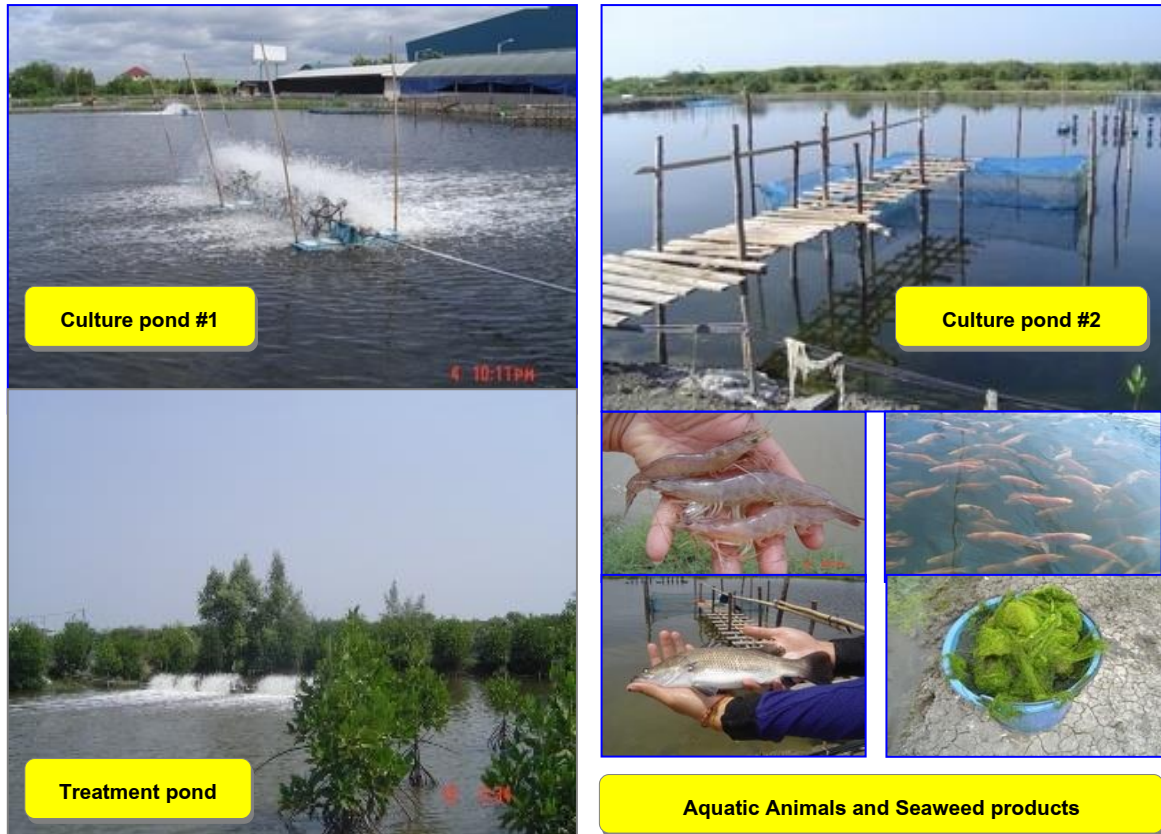 Culture pond #1
4 10:11PM
Culture pond #2
Treatment pond
Aquatic Animals and Seaweed products